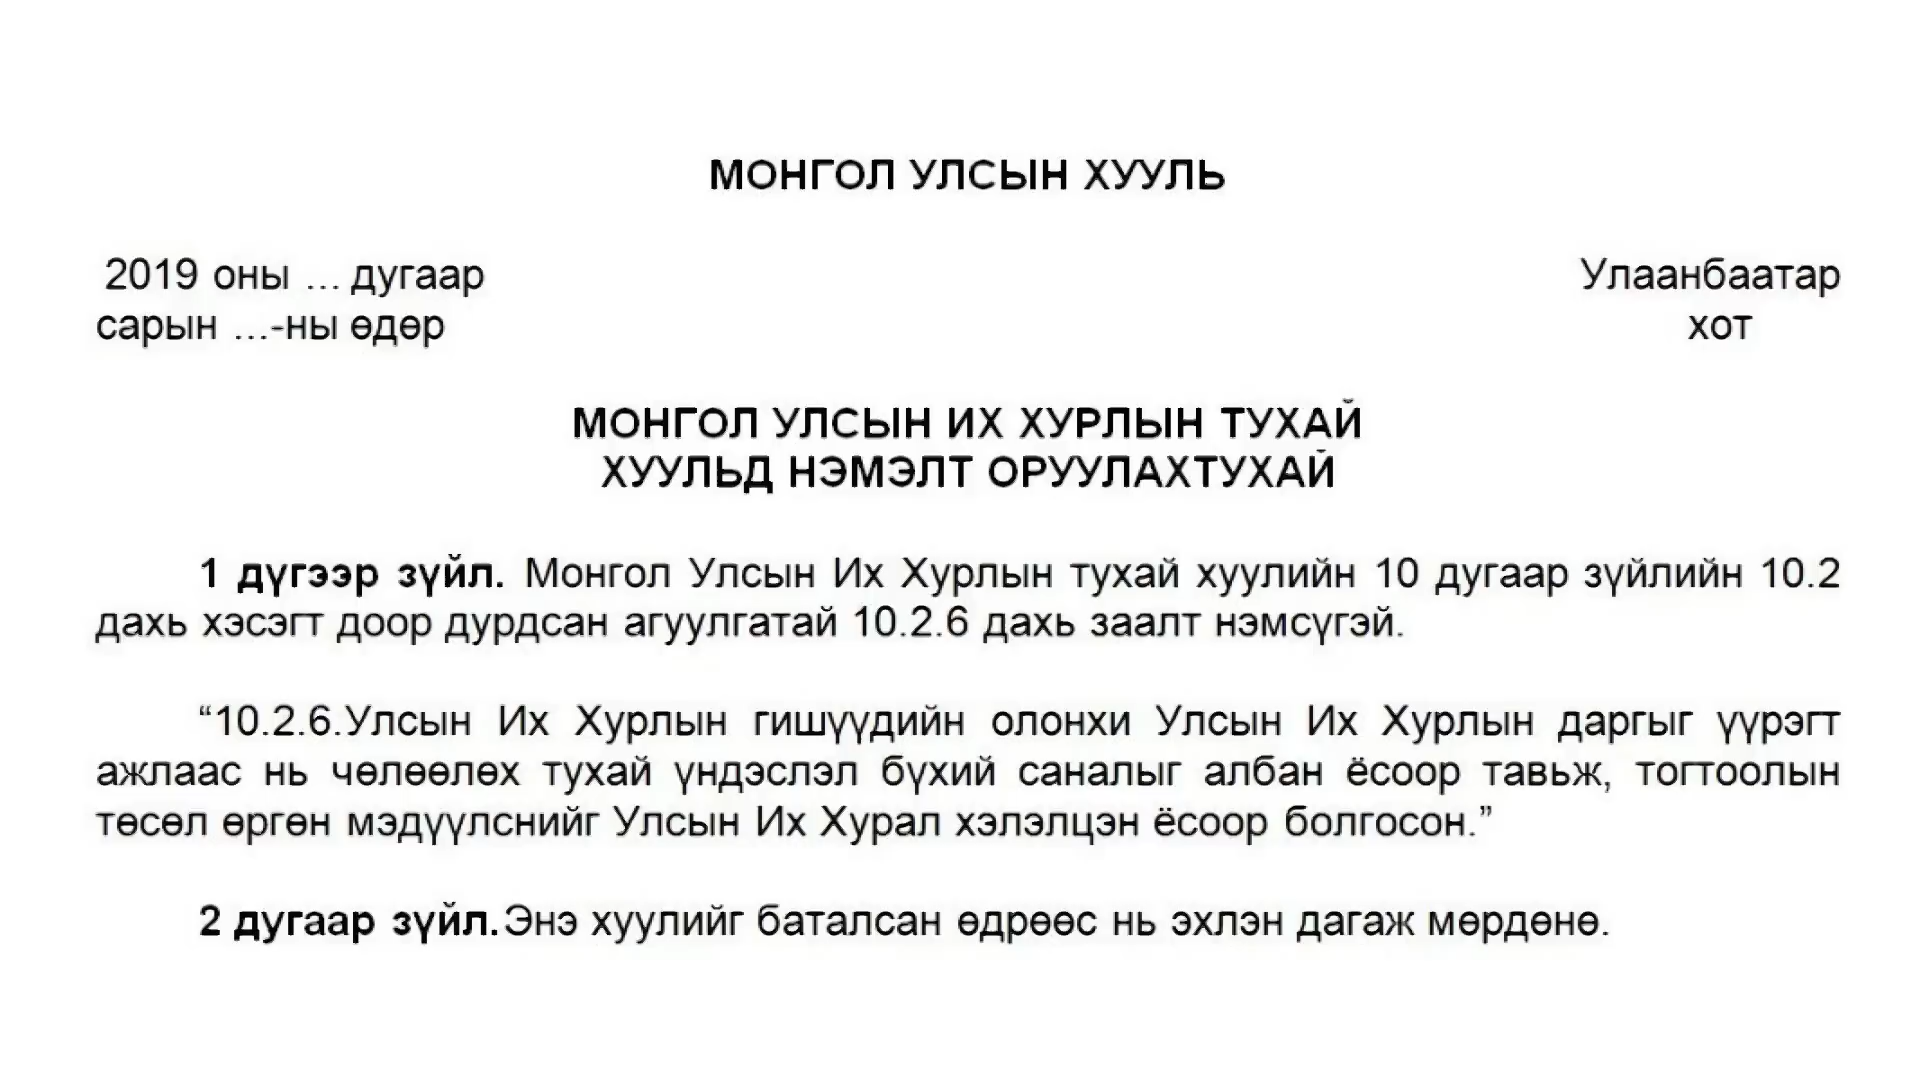 МОНГОЛ УЛСЫН ХУУЛЬ
2019 оны ... дугаар
сарын ...-ны өдөр
Улаанбаатар
хот
МОНГОЛ УЛСЫН ИХ ХУРЛЫН ТУХАЙ
ХУУЛЬД НЭМЭЛТ ОРУУЛАХТУХАЙ
1 дүгээр зүйл. Монгол Улсын Их Хурлын тухай хуулийн 10 дугаар зүйлийн 10.2
дахь хэсэгт доор дурдсан агуулгатай 10.2.6 дахь заалт нэмсүгэй.
“10.2.6.Улсын Их Хурлын гишүүдийн олонхи Улсын Их Хурлын даргыг үүрэгт
ажлаас нь чөлөөлөх тухай үндэслэл бүхий саналыг албан ёсоор тавьж, тогтоолын
төсөл өргөн мэдүүлснийг Улсын Их Хурал хэлэлцэн ёсоор болгосон.”
2 дугаар зүйл.Энэ хуулийг баталсан өдрөөс нь эхлэн дагаж мөрдөнө.